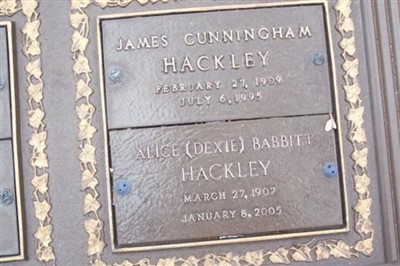 JAMES CUNNINGHAM
HACKLEY
FEBRUARY 27, 1909
JULY 6, 1995
ALICE (DEXIE) BABBITT
HACKLEY
MARCH 27, 1907
JANUARY 8, 2005